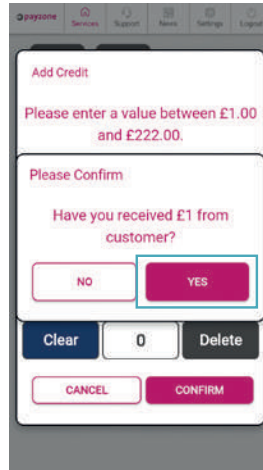 payzone
Services
Support
News
Settings
Logout
Add Credit
Please enter a value between £1.00
and £222.00.
Please Confirm
Have you received £1 from
customer?
NO
YES
Clear
0
Delete
CANCEL
CONFIRM